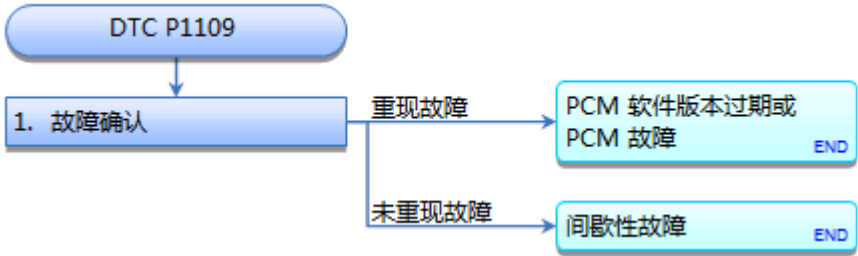 DTC P1109
1. 故障确认
重现故障
PCM 软件版本过期或
PCM 故障
END
未重现故障
间歇性故障
END